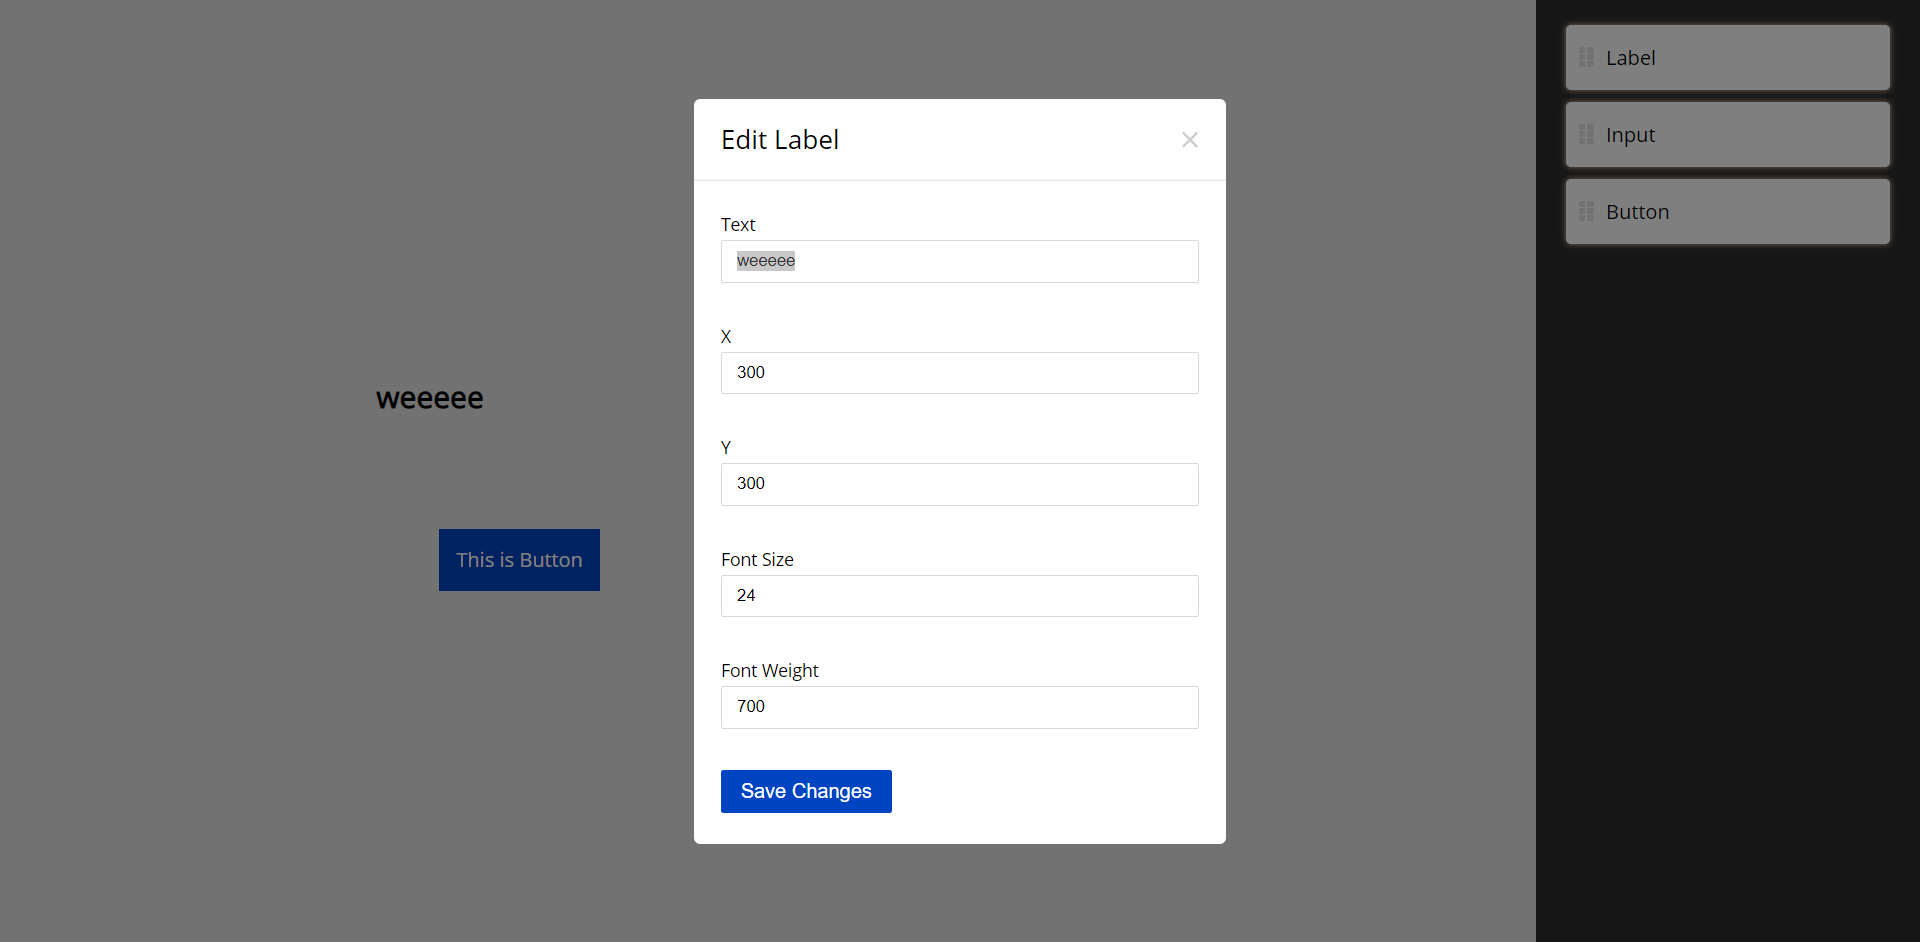 Edit Label
Text
weeeee
X
300
Y
300
Font Size
24
Font Weight
700
Save Changes
weeeee
This is Button
Label
Input
Button